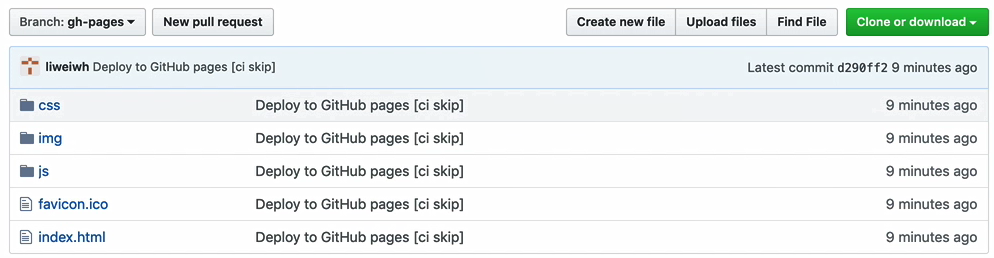 Branch: gh-pages New pull request Create new file Upload files Find File Clone or download
liweiwh Deploy to GitHub pages [ci skip] Latest commit d290ff2 9 minutes ago
css Deploy to GitHub pages [ci skip] 9 minutes ago
img Deploy to GitHub pages [ci skip] 9 minutes ago
js Deploy to GitHub pages [ci skip] 9 minutes ago
favicon.ico Deploy to GitHub pages [ci skip] 9 minutes ago
index.html Deploy to GitHub pages [ci skip] 9 minutes ago